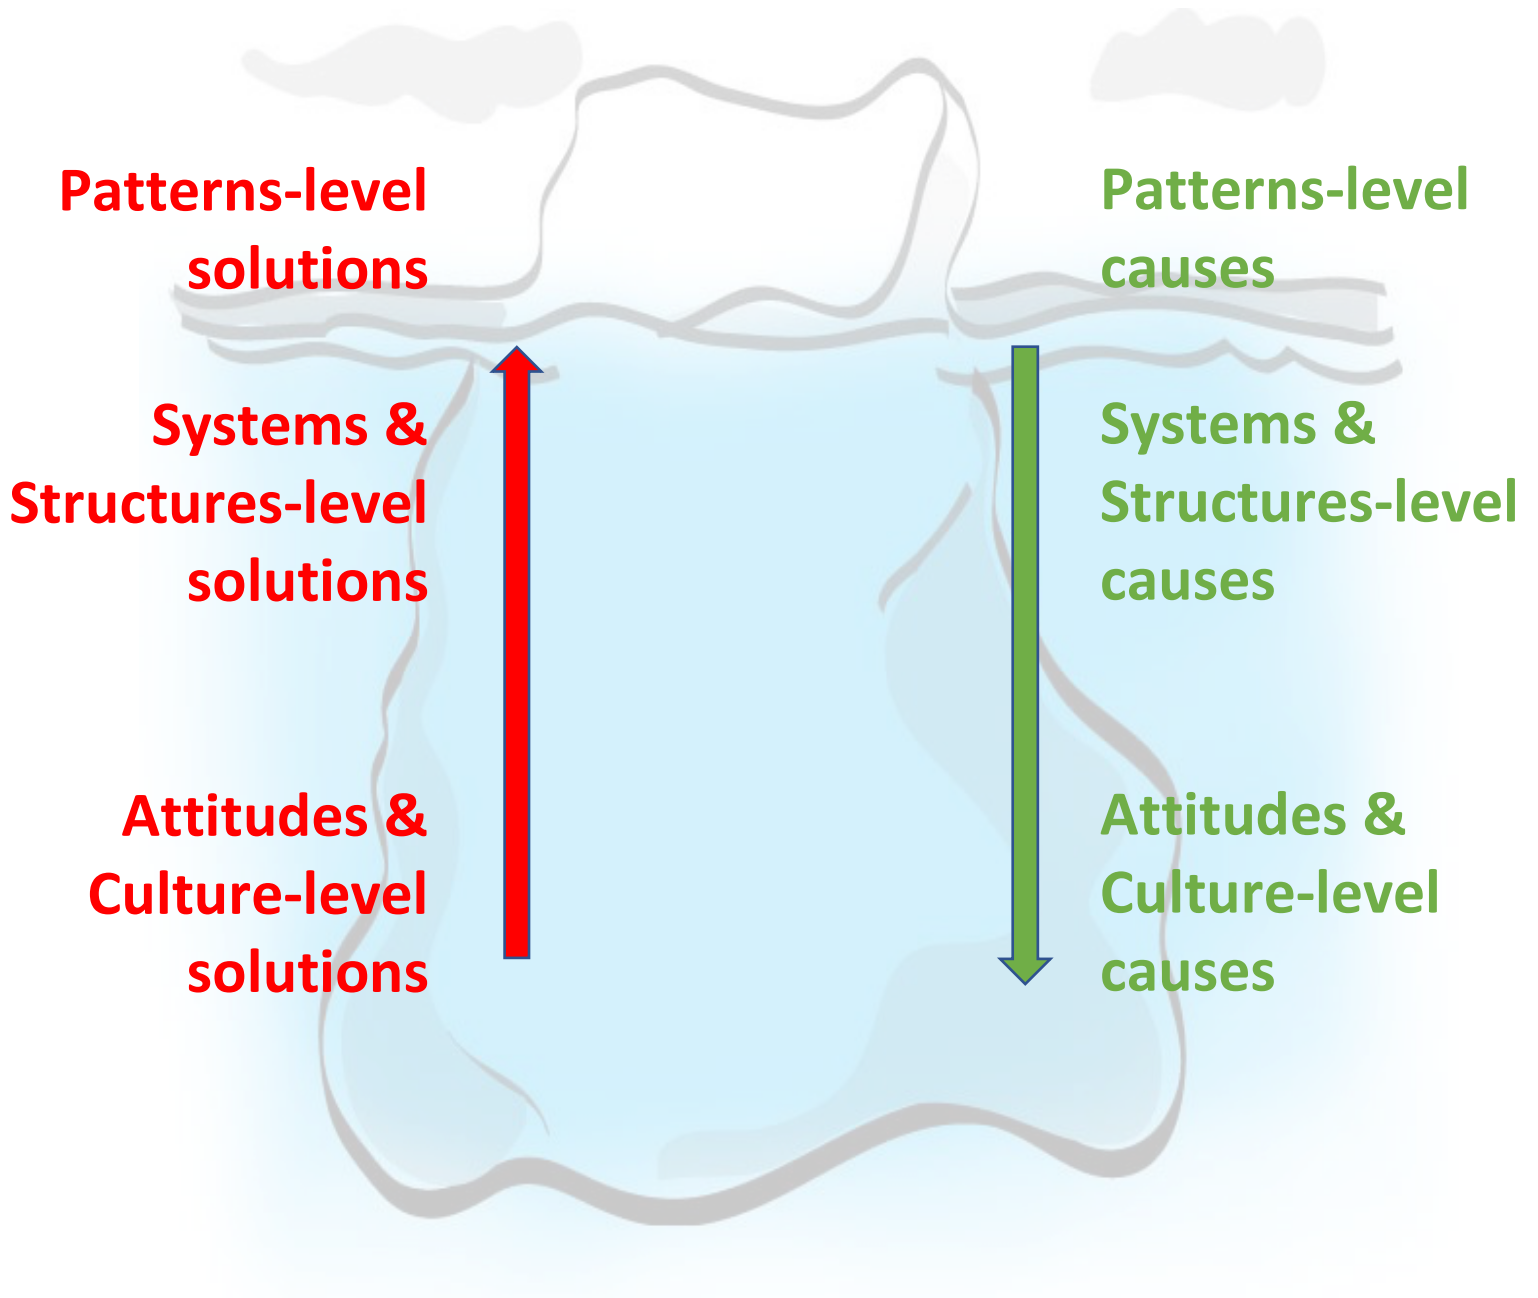 Patterns-level
solutions
Systems &
Structures-level
solutions
Attitudes &
Culture-level
solutions
Patterns-level
causes
Systems &
Structures-level
causes
Attitudes &
Culture-level
causes